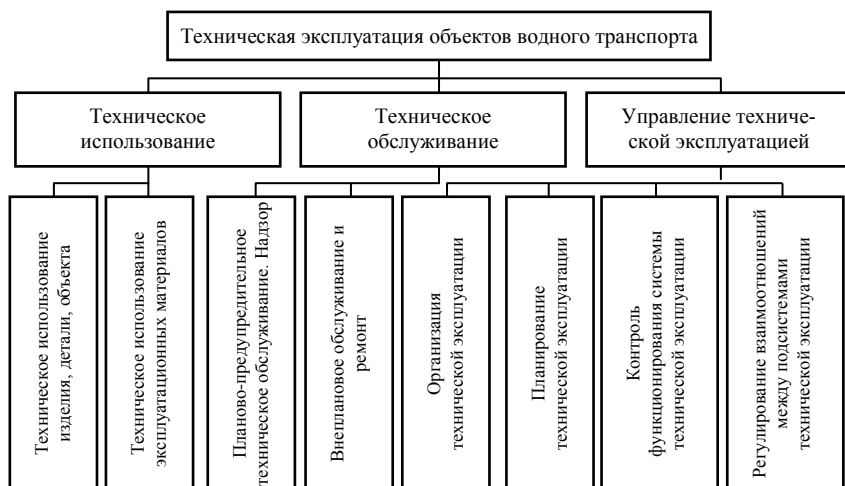 Техническая эксплуатация объектов водного транспорта
Техническое
использование
Техническое
обслуживание
Управление техниче-
ской эксплуатацией
Техническое использование
изделия, детали, объекта
Техническое использование
эксплуатационных материалов
Планово-предупредительное
техническое обслуживание. Надзор
Внеплановое обслуживание и
ремонт
Организация
технической эксплуатации
Планирование
технической эксплуатации
Контроль
функционирования системы
технической эксплуатации
Регулирование взаимоотношений
между подсистемами
технической эксплуатации